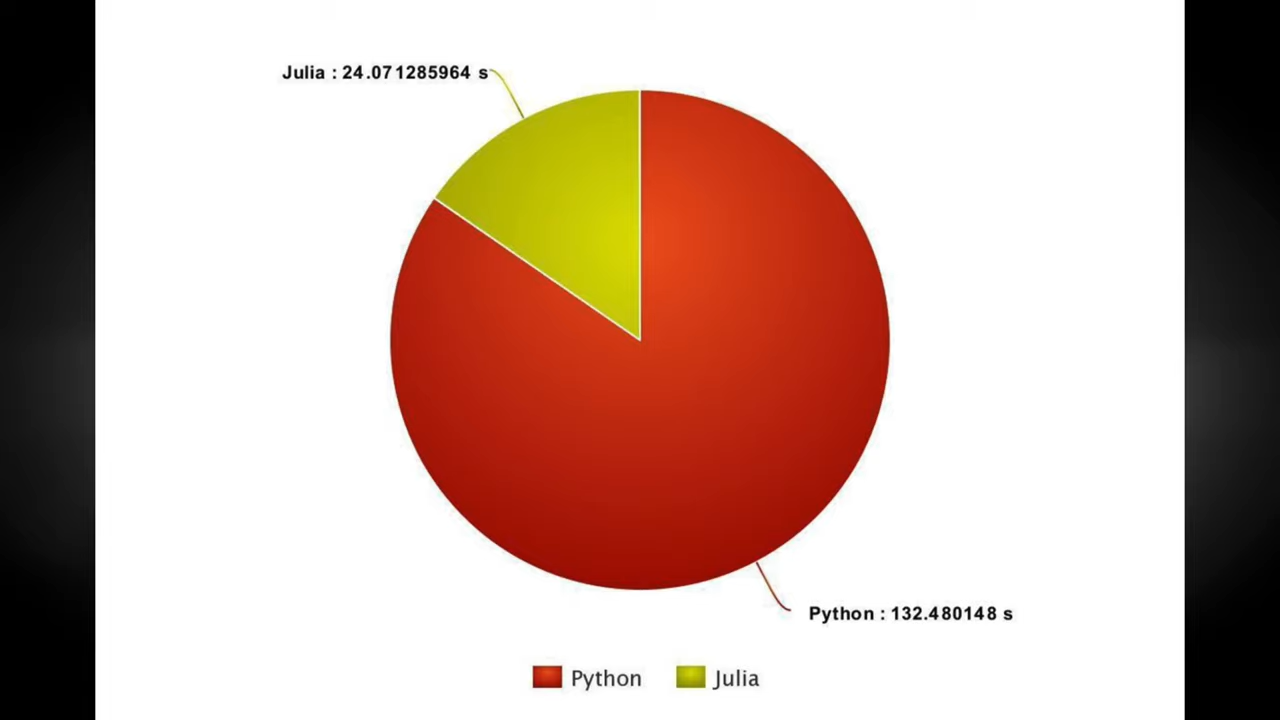 Julia : 24.071285964 s
Python : 132.480148 s
Python
Julia